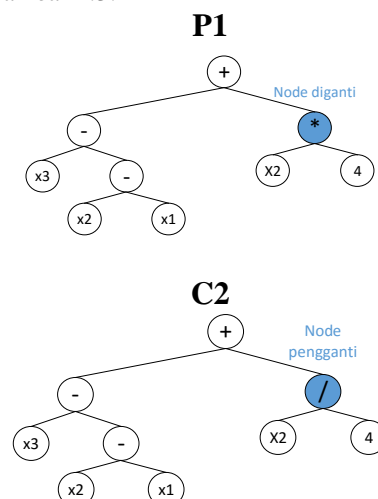 P1
+
Node diganti
-
*
x3
-
X2
4
x2
x1
C2
+
Node
pengganti
-
/
x3
-
X2
4
x2
x1